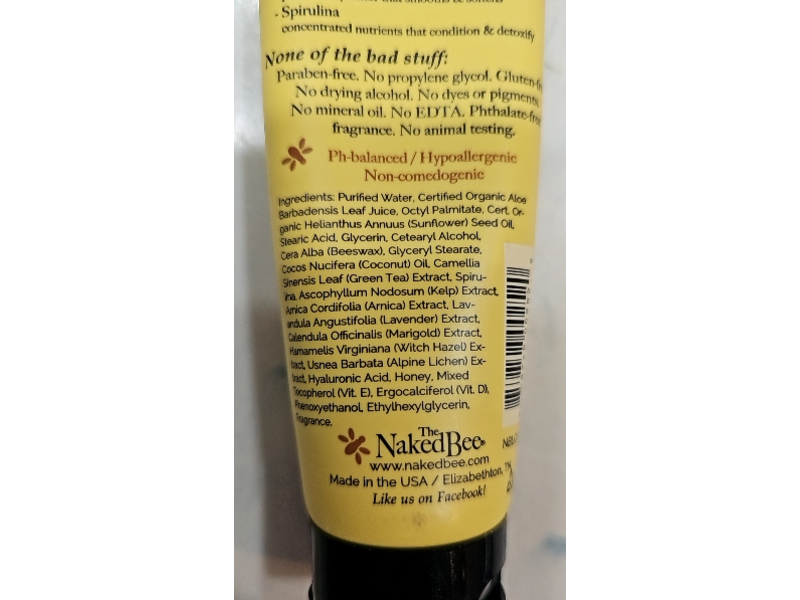 that smooths & softens
- Spirulina
concentrated nutrients that condition & detoxify
None of the bad stuff:
Paraben-free. No propylene glycol. Gluten-fr
No drying alcohol. No dyes or pigments.
No mineral oil. No EDTA. Phthalate-free
fragrance. No animal testing.
Ph-balanced / Hypoallergenic
Non-comedogenic
Ingredients: Purified Water, Certified Organic Aloe
Barbadensis Leaf Juice, Octyl Palmitate, Cert. Or-
ganic Helianthus Annuus (Sunflower) Seed Oil,
Stearic Acid, Glycerin, Cetearyl Alcohol,
Cera Alba (Beeswax), Glyceryl Stearate,
Cocos Nucifera (Coconut) Oil, Camellia
Sinensis Leaf (Green Tea) Extract, Spiru-
lina, Ascophyllum Nodosum (Kelp) Extract,
Arnica Cordifolia (Arnica) Extract, Lav-
andula Angustifolia (Lavender) Extract,
Calendula Officinalis (Marigold) Extract,
Hamamelis Virginiana (Witch Hazel) Ex-
tract, Usnea Barbata (Alpine Lichen) Ex-
tract, Hyaluronic Acid, Honey, Mixed
Tocopherol (Vit. E), Ergocalciferol (Vit. D),
Phenoxyethanol, Ethylhexylglycerin,
Fragrance.
The
Naked Bee®
www.nakedbee.com
Made in the USA / Elizabethton, TN
Like us on Facebook!